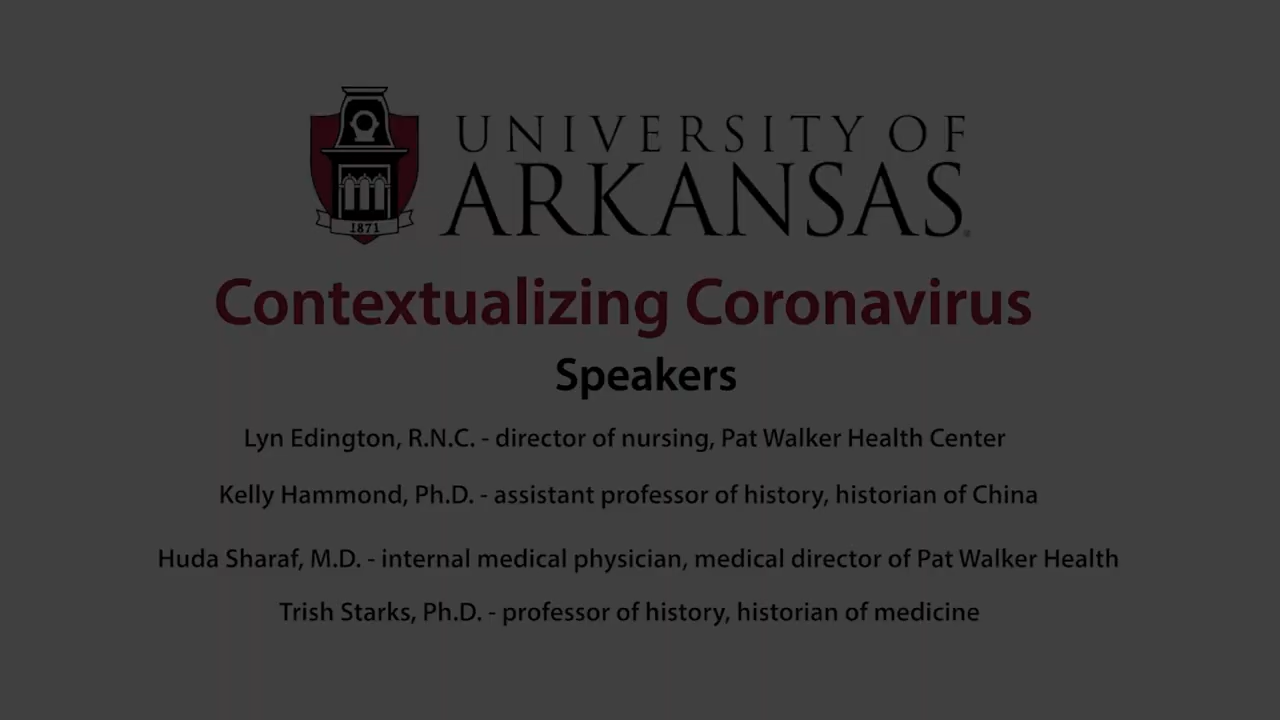 UNIVERSITY OF
ARKANSAS®
1871
Contextualizing Coronavirus
Speakers
Lyn Edington, R.N.C. - director of nursing, Pat Walker Health Center
Kelly Hammond, Ph.D. - assistant professor of history, historian of China
Huda Sharaf, M.D. - internal medical physician, medical director of Pat Walker Health
Trish Starks, Ph.D. - professor of history, historian of medicine